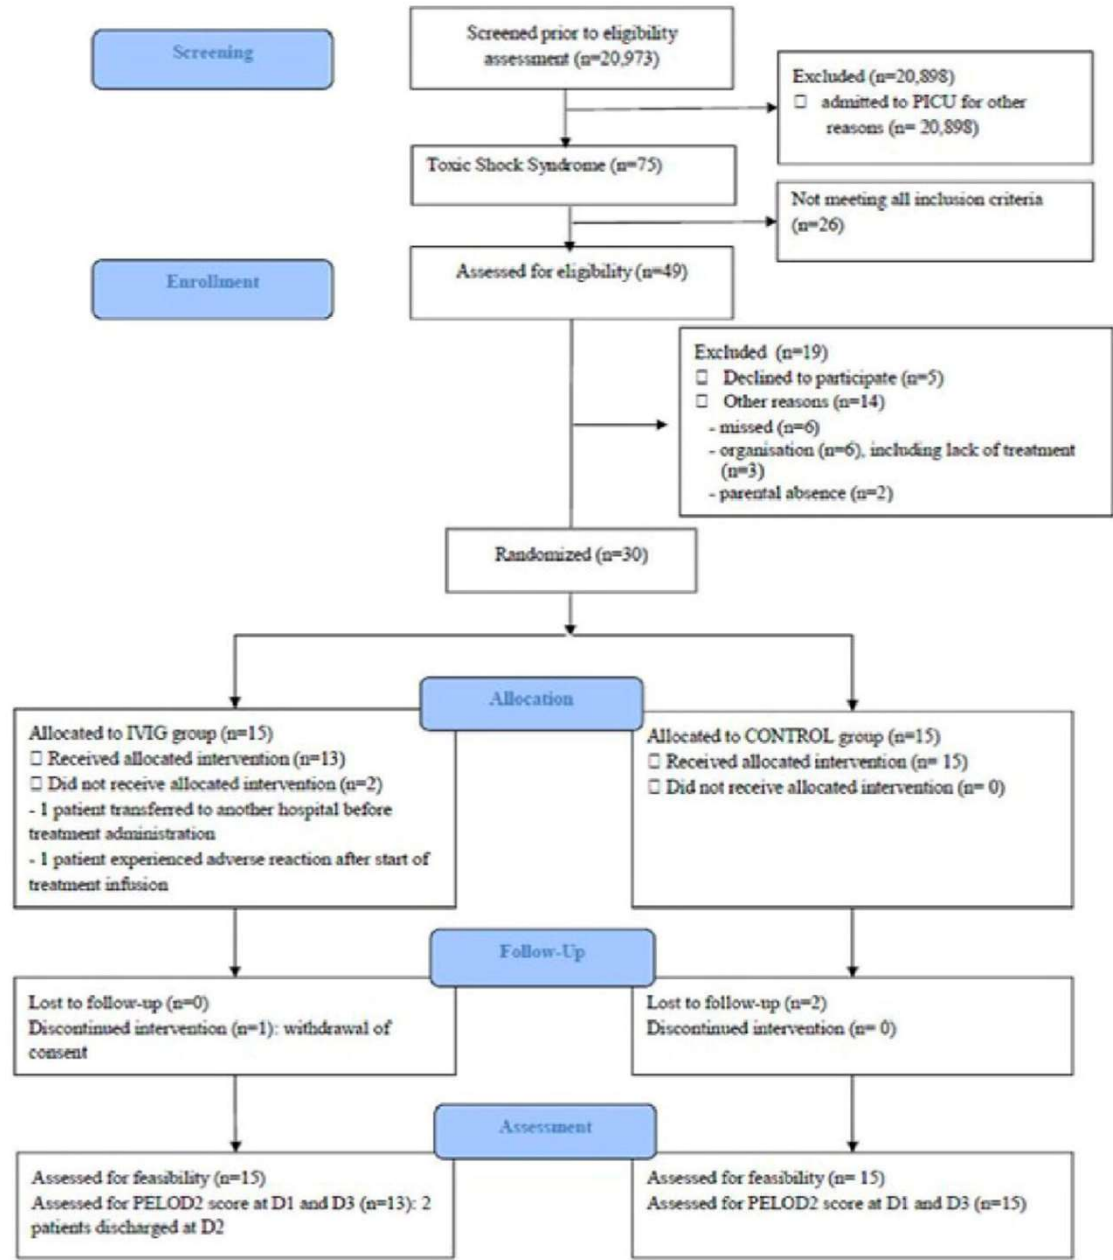 Screening
Screened prior to eligibility
assessment (n=20,973)
Excluded (n=20,898)
☐ admitted to PICU for other
reasons (n= 20,898)
Toxic Shock Syndrome (n=75)
Not meeting all inclusion criteria
(n=26)
Enrollment
Assessed for eligibility (n=49)
Excluded (n=19)
☐ Declined to participate (n=5)
☐ Other reasons (n=14)
- missed (n=6)
- organisation (n=6), including lack of treatment
(n=3)
- parental absence (n=2)
Randomized (n=30)
Allocation
Allocated to IVIG group (n=15)
☐ Received allocated intervention (n=13)
☐ Did not receive allocated intervention (n=2)
- 1 patient transferred to another hospital before
treatment administration
- 1 patient experienced adverse reaction after start of
treatment infusion
Allocated to CONTROL group (n=15)
☐ Received allocated intervention (n= 15)
☐ Did not receive allocated intervention (n= 0)
Follow-Up
Lost to follow-up (n=0)
Discontinued intervention (n=1): withdrawal of
consent
Lost to follow-up (n=2)
Discontinued intervention (n= 0)
Assessment
Assessed for feasibility (n=15)
Assessed for PELOD2 score at D1 and D3 (n=13): 2
patients discharged at D2
Assessed for feasibility (n= 15)
Assessed for PELOD2 score at D1 and D3 (n=15)